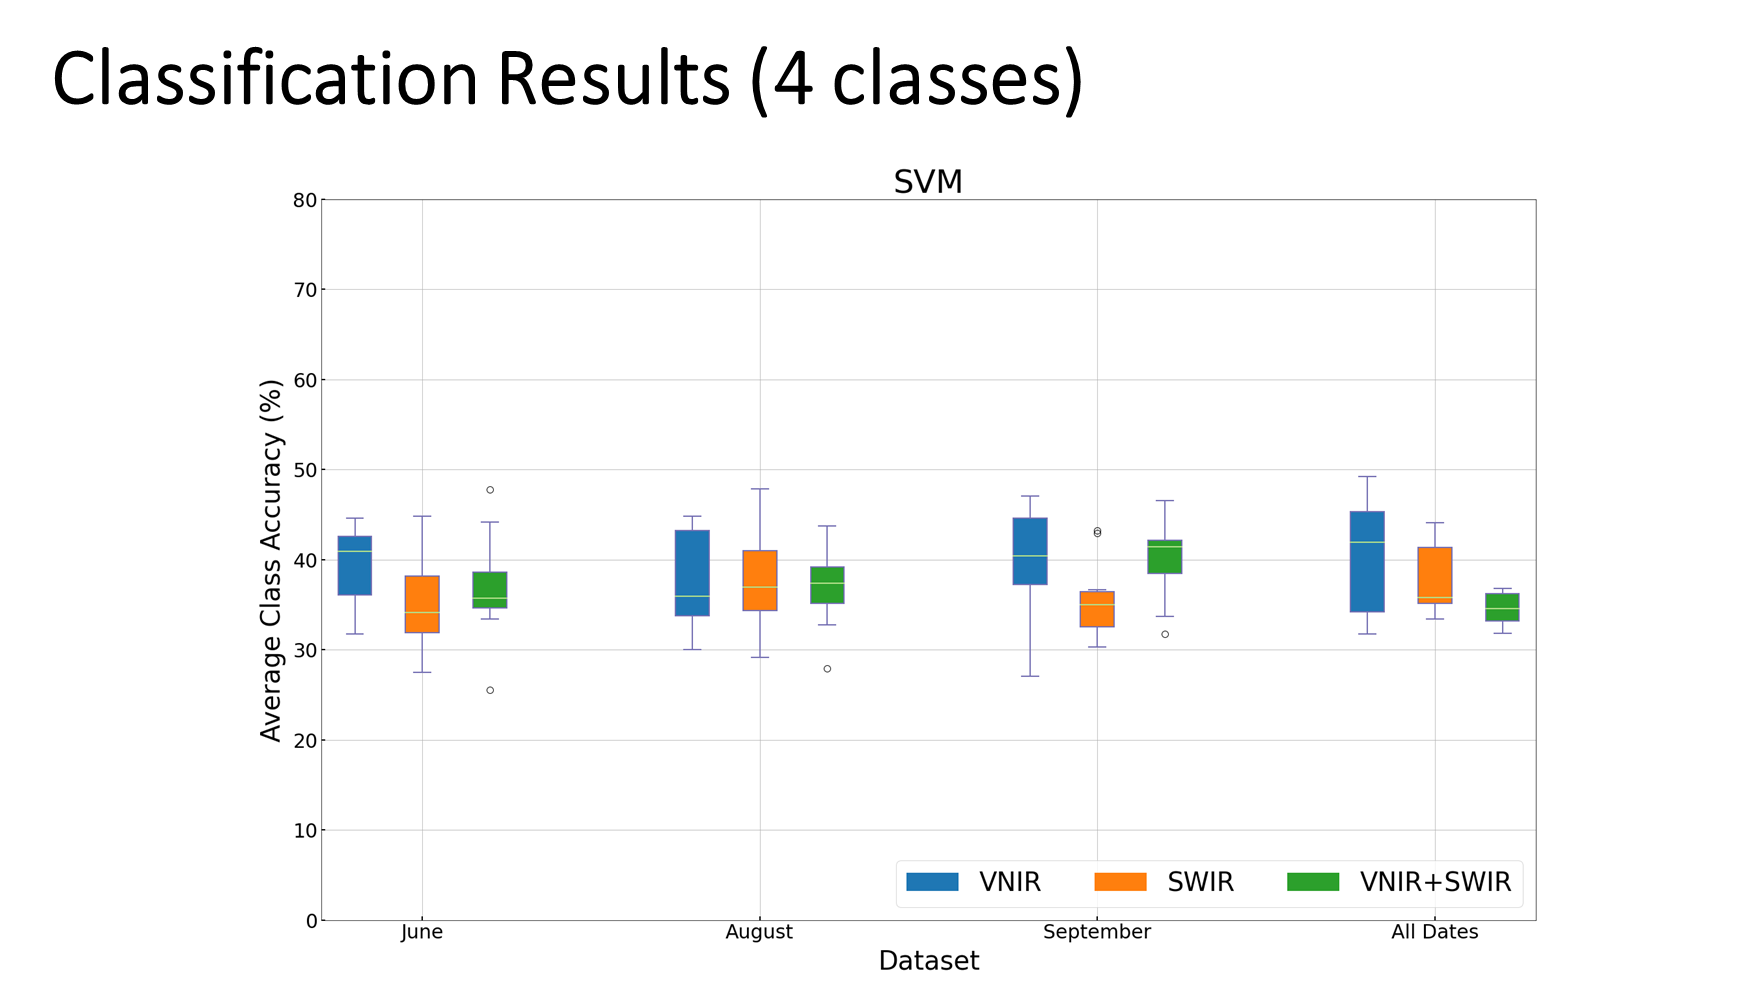 Classification Results (4 classes)
SVM
80
70
60
50
40
30
20
10
0
Average Class Accuracy (%)
VNIR SWIR VNIR+SWIR
June August September All Dates
Dataset